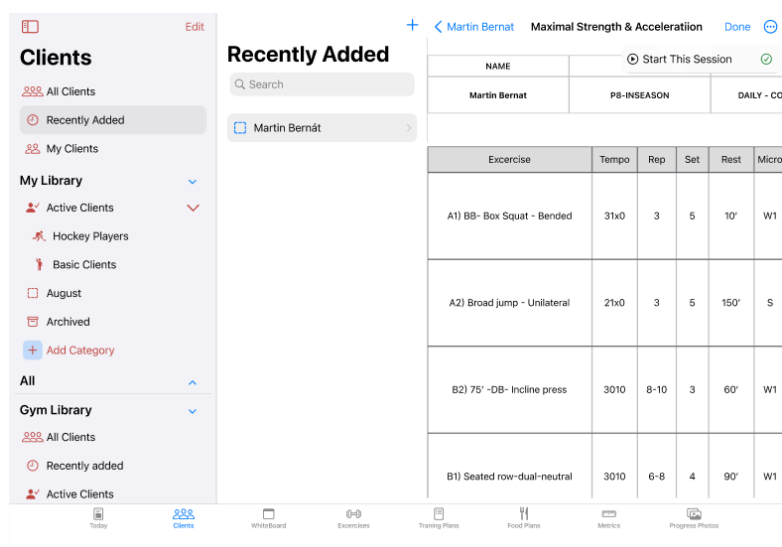 Edit
Clients
All Clients
Recently Added
My Clients
My Library
Active Clients
Hockey Players
Basic Clients
August
Archived
+ Add Category
All
Gym Library
All Clients
Recently added
Active Clients
+
Recently Added
Search
Martin Bernát
Martin Bernat
Maximal Strength & Acceleratiion
Done
Start This Session
NAME
Martin Bernat P8-INSEASON DAILY - CO
Excercise Tempo Rep Set Rest Micro
A1) BB- Box Squat - Bended 31x0 3 5 10' W1
A2) Broad jump - Unilateral 21x0 3 5 150' S
B2) 75' -DB- Incline press 3010 8-10 3 60' W1
B1) Seated row-dual-neutral 3010 6-8 4 90' W1
Today Clients WhiteBoard Excercises Traning Plans Food Plans Metrics Progress Photos